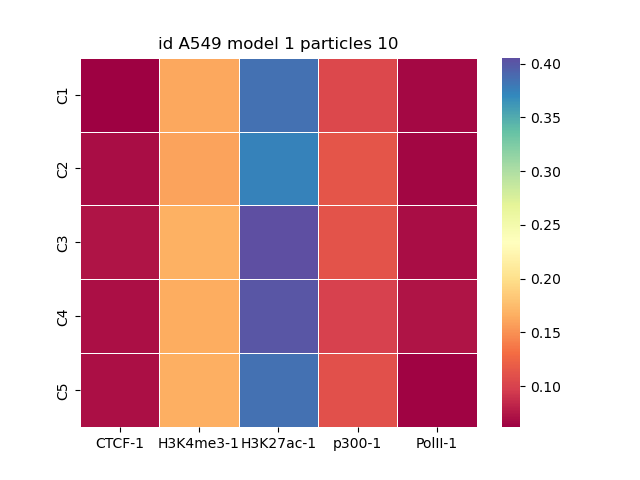 id A549 model 1 particles 10
C1
C2
C3
C4
C5
CTCF-1 H3K4me3-1 H3K27ac-1 p300-1 PolII-1
0.40
0.35
0.30
0.25
0.20
0.15
0.10